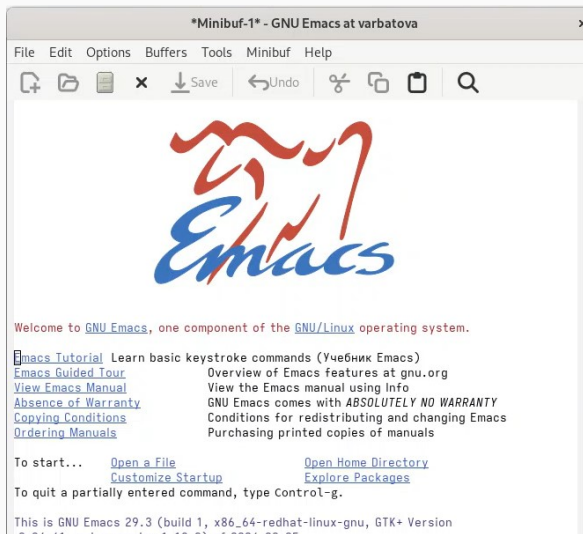 *Minibuf-1* - GNU Emacs at varbatova
File Edit Options Buffers Tools Minibuf Help
Save Undo
Emacs
Welcome to GNU Emacs, one component of the GNU/Linux operating system.
Emacs Tutorial Learn basic keystroke commands (Учебник Emacs)
Emacs Guided Tour Overview of Emacs features at gnu.org
View Emacs Manual View the Emacs manual using Info
Absence of Warranty GNU Emacs comes with ABSOLUTELY NO WARRANTY
Copying Conditions Conditions for redistributing and changing Emacs
Ordering Manuals Purchasing printed copies of manuals
To start... Open a File Open Home Directory
Customize Startup Explore Packages
To quit a partially entered command, type Control-g.
This is GNU Emacs 29.3 (build 1, x86_64-redhat-linux-gnu, GTK+ Version